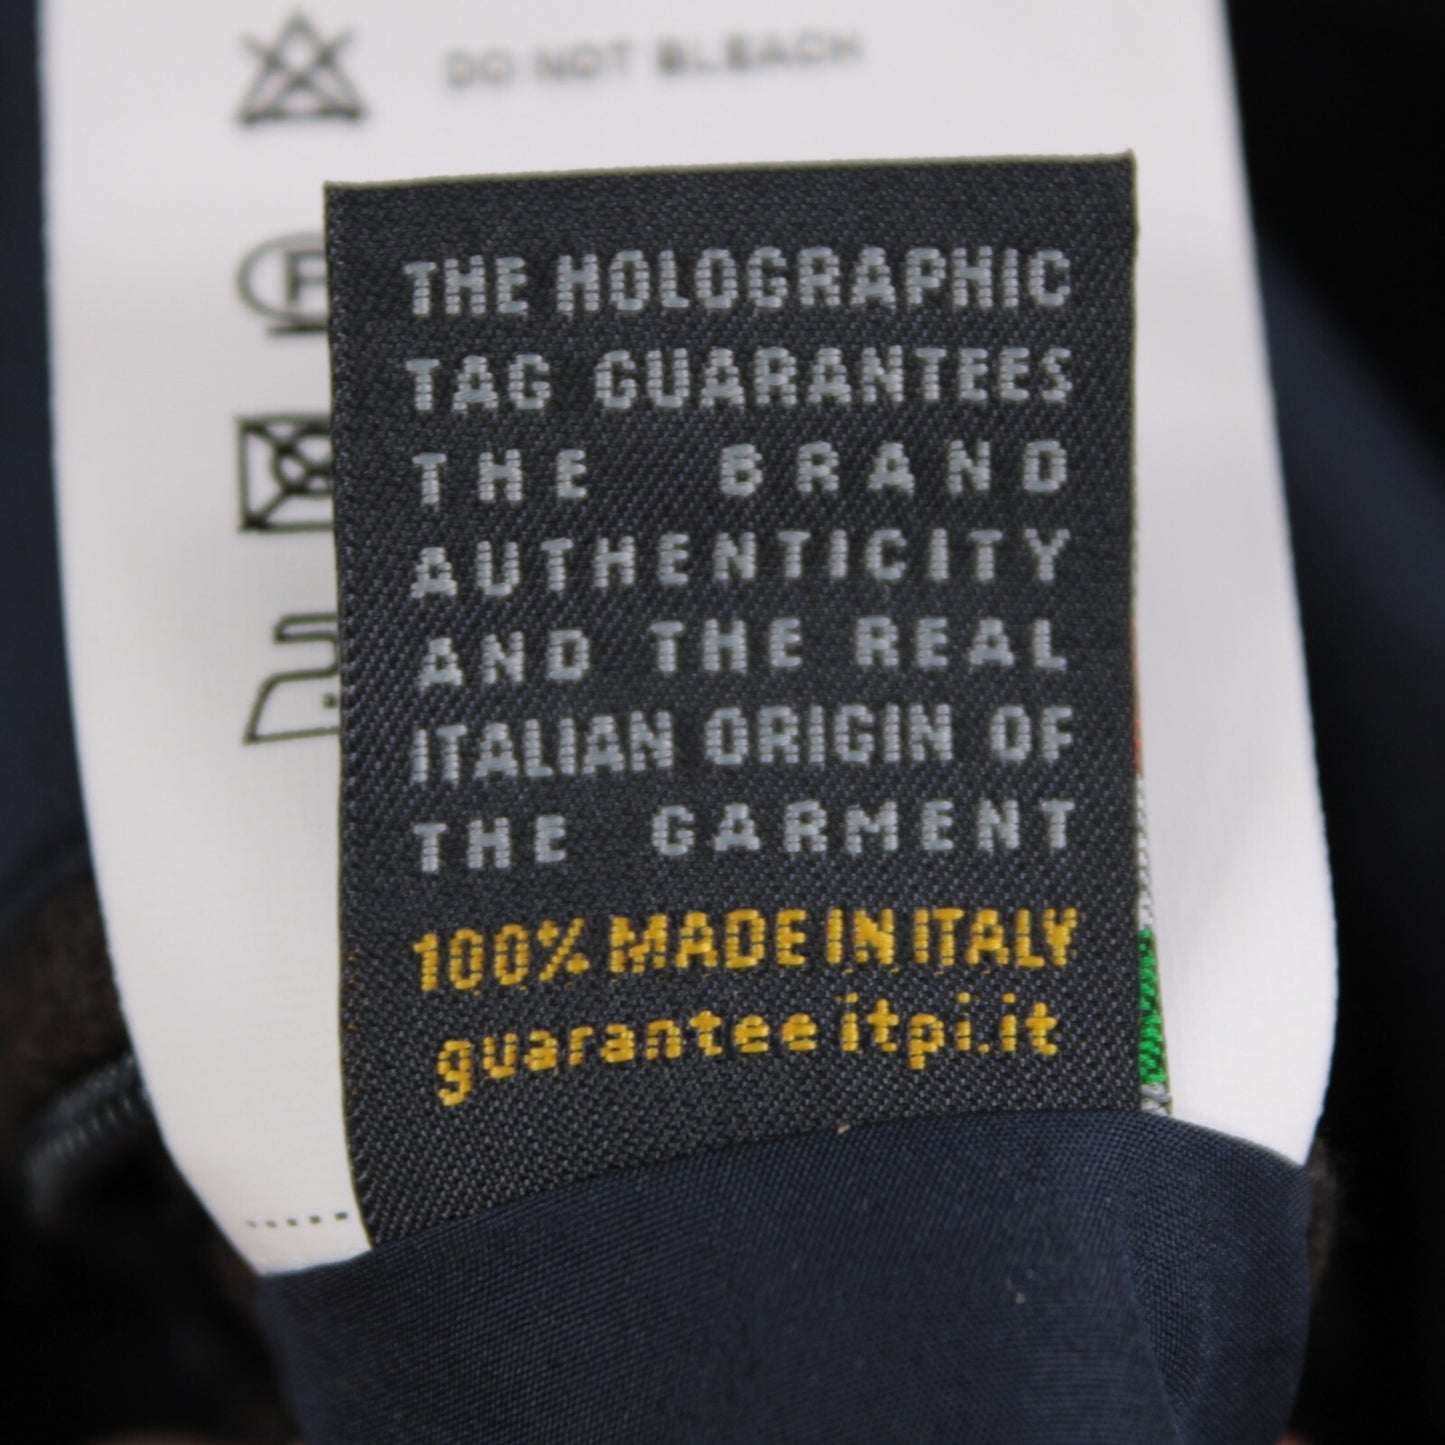 DO NOT BLEACH
P
THE HOLOGRAPHIC
TAG GUARANTEES
THE BRAND
AUTHENTICITY
AND THE REAL
ITALIAN ORIGIN OF
THE GARMENT
100% MADE IN ITALY
guarantee itpi.it